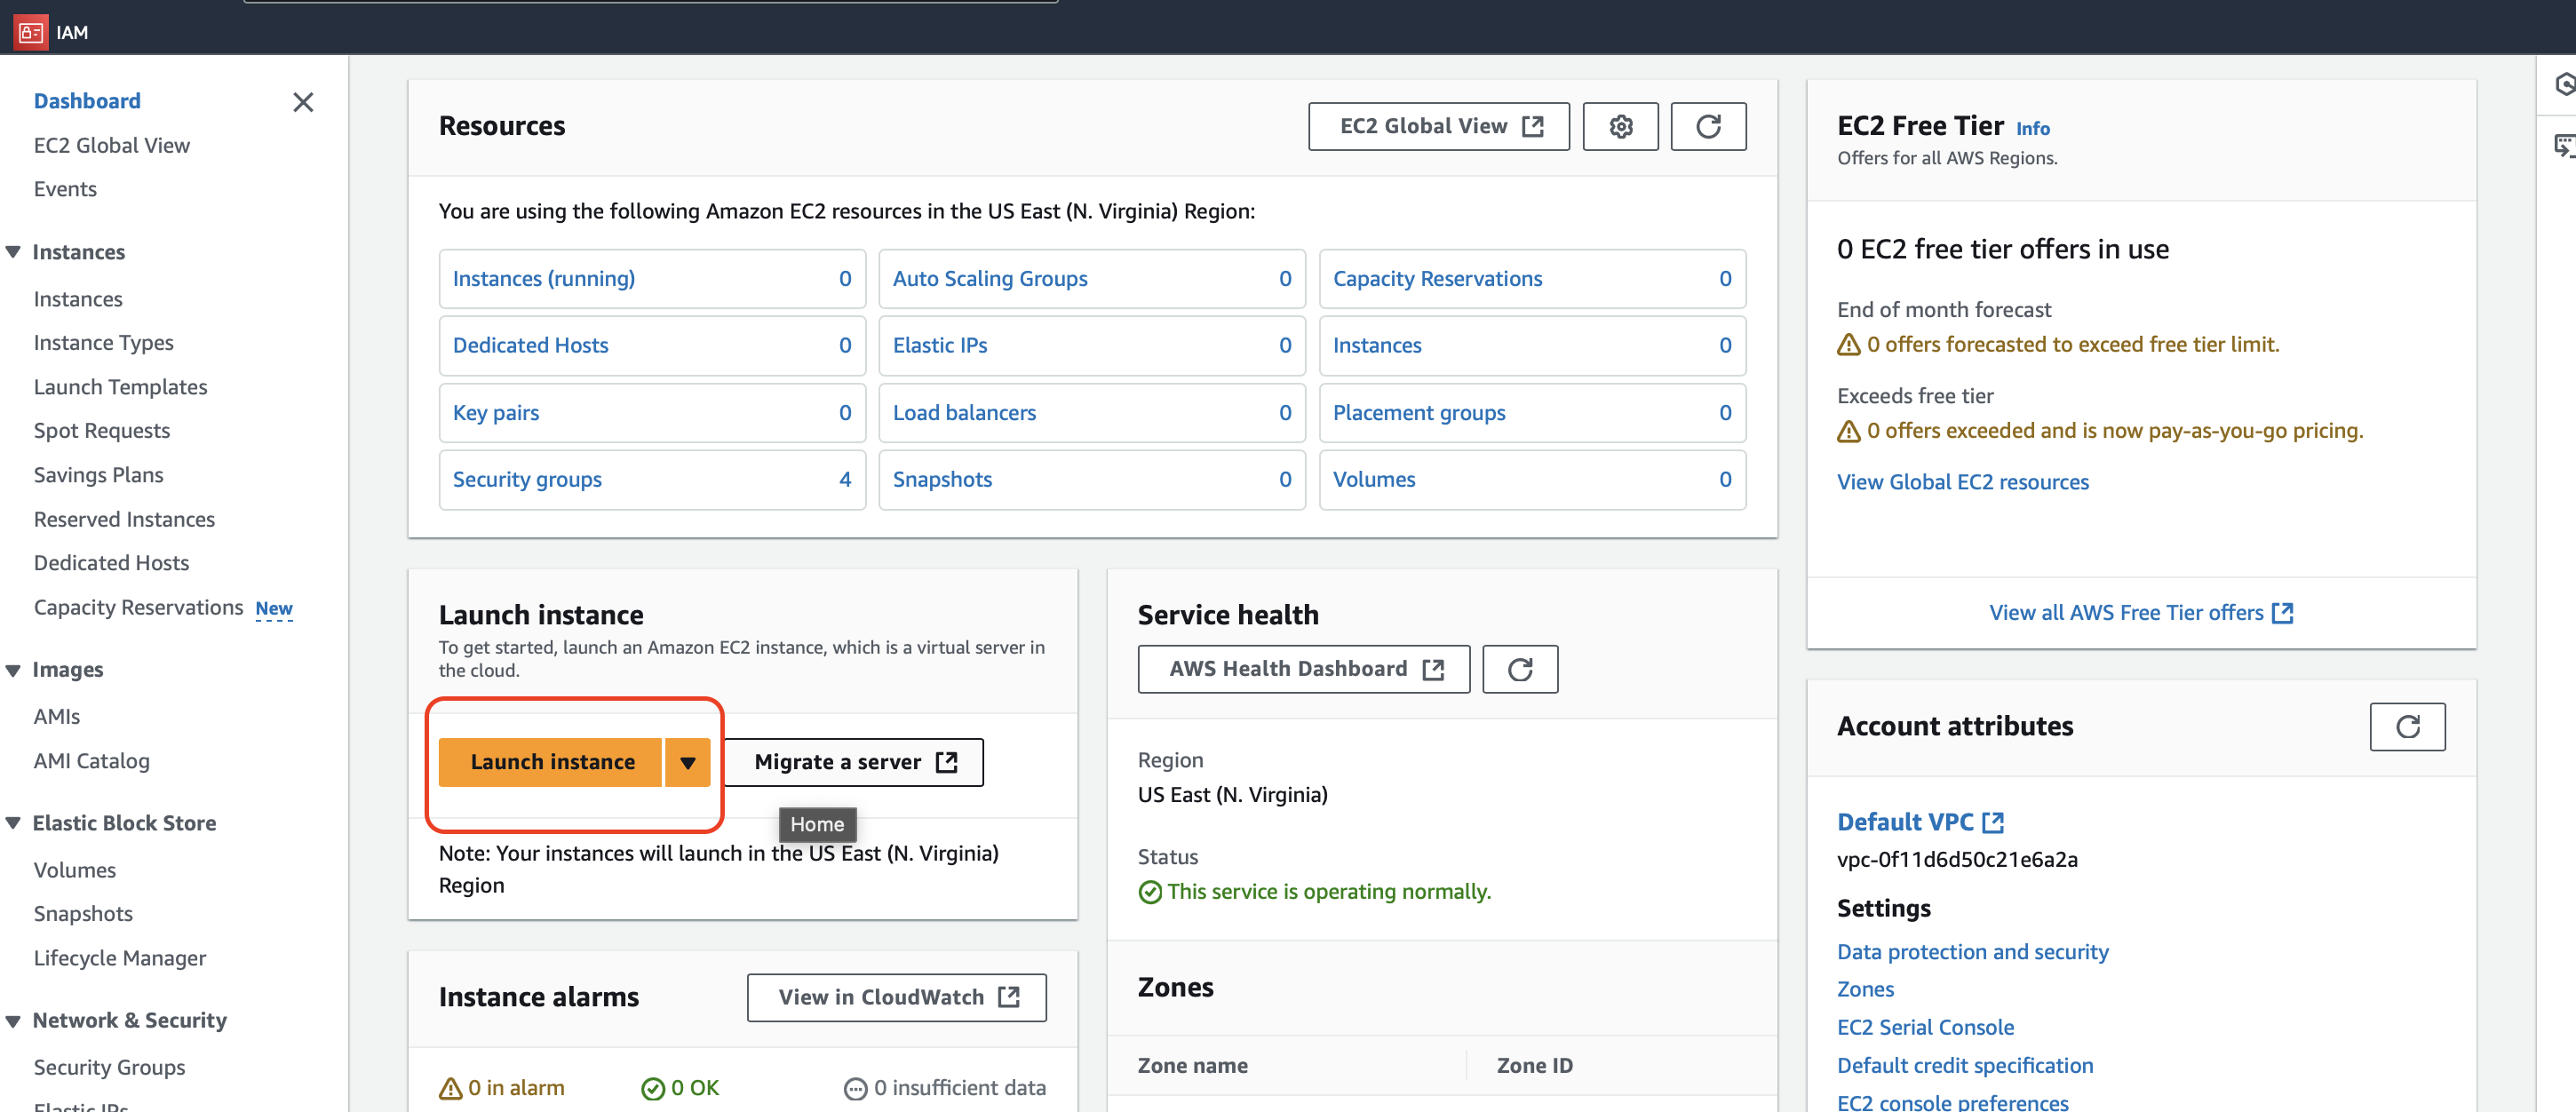 IAM
Dashboard
EC2 Global View
Events
Instances
Instances
Instance Types
Launch Templates
Spot Requests
Savings Plans
Reserved Instances
Dedicated Hosts
Capacity Reservations New
Images
AMIs
AMI Catalog
Elastic Block Store
Volumes
Snapshots
Lifecycle Manager
Network & Security
Security Groups
Elastic IPs
Resources
EC2 Global View
You are using the following Amazon EC2 resources in the US East (N. Virginia) Region:
Instances (running) 0
Auto Scaling Groups 0
Capacity Reservations 0
Dedicated Hosts 0
Elastic IPs 0
Instances 0
Key pairs 0
Load balancers 0
Placement groups 0
Security groups 4
Snapshots 0
Volumes 0
Launch instance
To get started, launch an Amazon EC2 instance, which is a virtual server in
the cloud.
Launch instance
Migrate a server
Home
Note: Your instances will launch in the US East (N. Virginia)
Region
Instance alarms
View in CloudWatch
0 in alarm
0 OK
0 insufficient data
Service health
AWS Health Dashboard
Region
US East (N. Virginia)
Status
This service is operating normally.
Zones
Zone name
Zone ID
EC2 Free Tier Info
Offers for all AWS Regions.
0 EC2 free tier offers in use
End of month forecast
0 offers forecasted to exceed free tier limit.
Exceeds free tier
0 offers exceeded and is now pay-as-you-go pricing.
View Global EC2 resources
View all AWS Free Tier offers
Account attributes
Default VPC
vpc-0f11d6d50c21e6a2a
Settings
Data protection and security
Zones
EC2 Serial Console
Default credit specification
EC2 console preferences